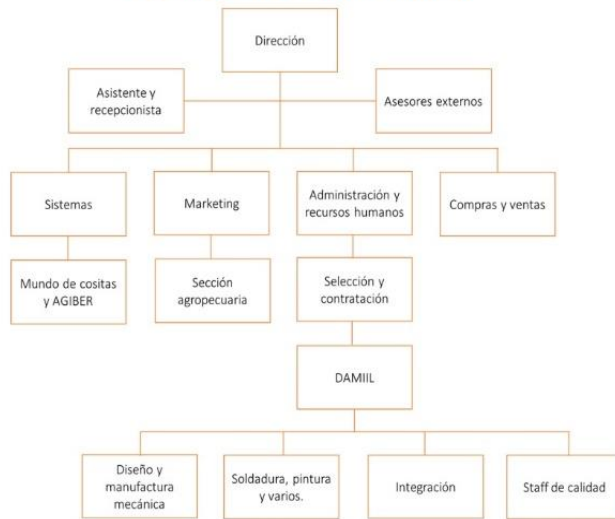 Dirección
Asistente y
recepcionista
Asesores externos
Sistemas
Marketing
Administración y
recursos humanos
Compras y ventas
Mundo de cositas
y AGIBER
Sección
agropecuaria
Selección y
contratación
DAMIIL
Diseño y
manufactura
mecánica
Soldadura, pintura
y varios.
Integración
Staff de calidad